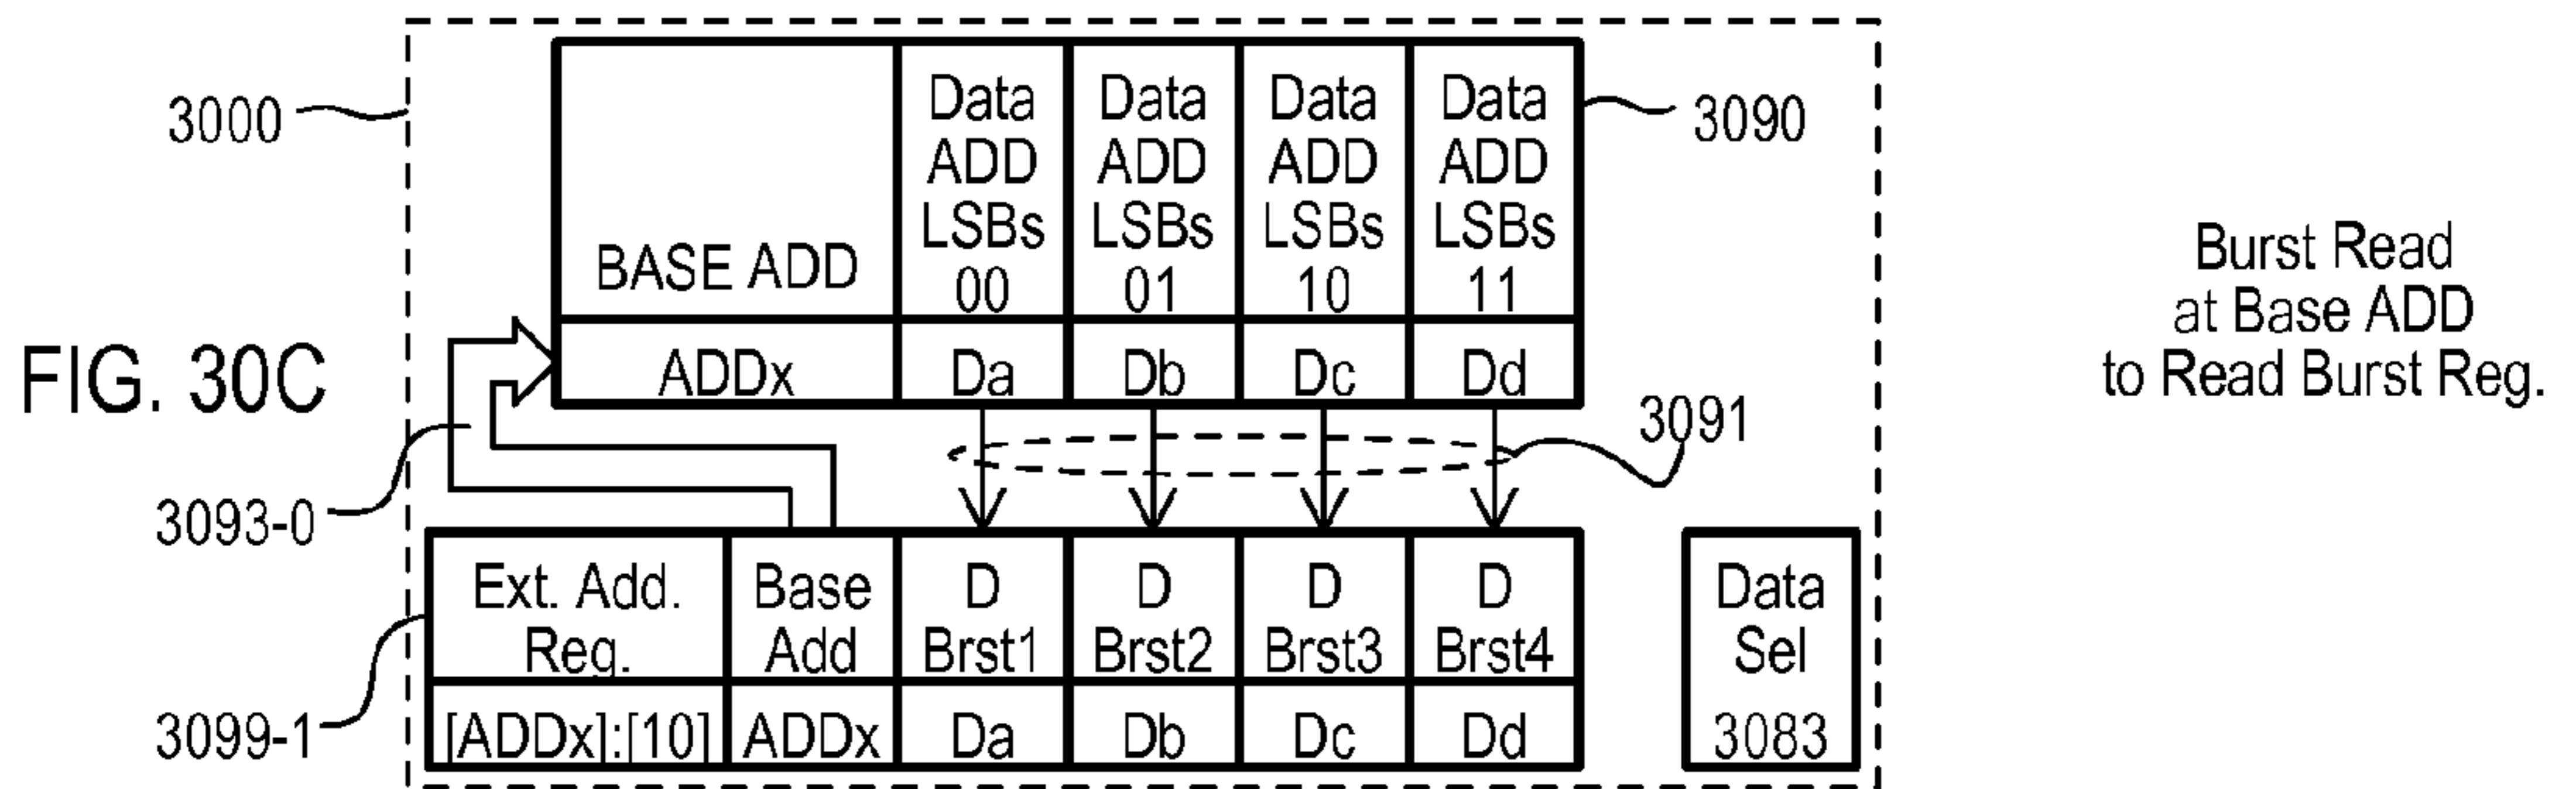 FIG. 30C
3000
3090
BASE ADD
Data ADD LSBs 00
Data ADD LSBs 01
Data ADD LSBs 10
Data ADD LSBs 11
ADDx
Da
Db
Dc
Dd
3091
3093-0
3099-1
Ext. Add.
Reg.
Base
Add
D
Brst1
D
Brst2
D
Brst3
D
Brst4
[ADDx]:[10]
ADDx
Da
Db
Dc
Dd
Data
Sel
3083
Burst Read
at Base ADD
to Read Burst Reg.